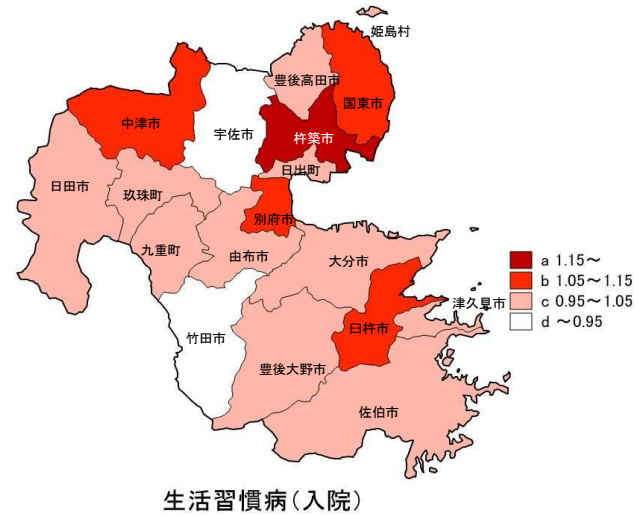 姫島村
豊後高田市
国東市
中津市
宇佐市
杵築市
日出町
日田市
玖珠町
別府市
九重町
由布市
大分市
a 1.15～
b 1.05～1.15
c 0.95～1.05
d ～0.95
津久見市
臼杵市
竹田市
豊後大野市
佐伯市
生活習慣病（入院）